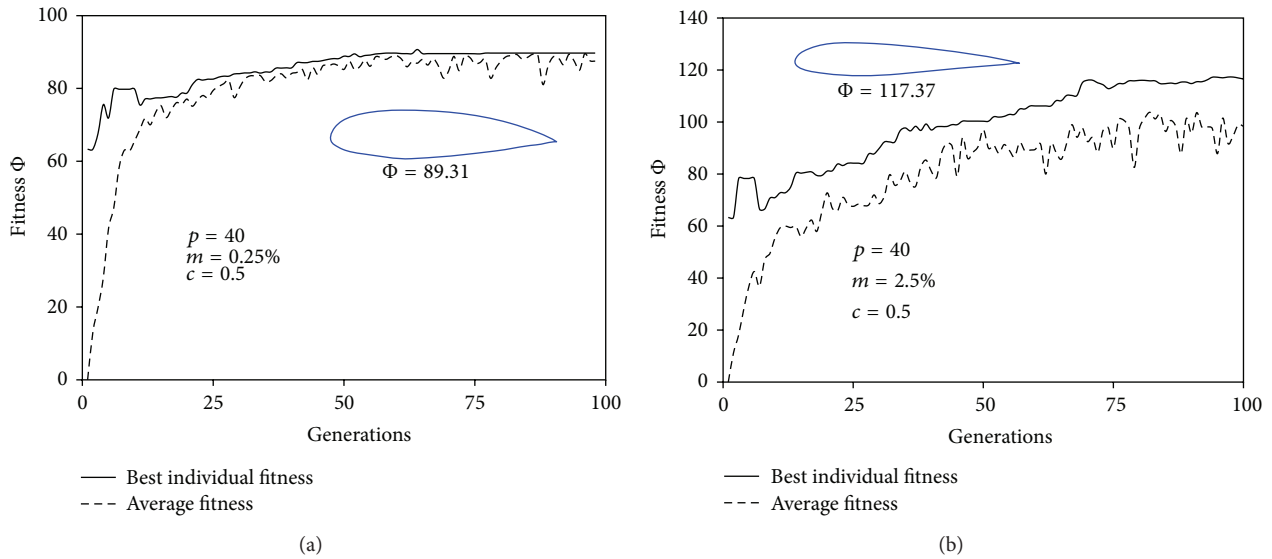 100
80
60
40
20
0
Fitness Φ
Φ = 89.31
p = 40
m = 0.25%
c = 0.5
0 25 50 75 100
Generations
Best individual fitness
Average fitness
(a)
140
120
100
80
60
40
20
0
Fitness Φ
Φ = 117.37
p = 40
m = 2.5%
c = 0.5
0 25 50 75 100
Generations
Best individual fitness
Average fitness
(b)